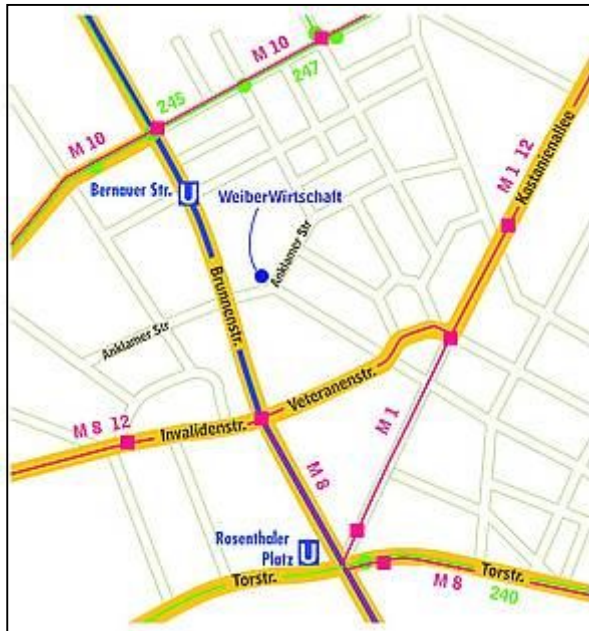 M 10
245
247
M 10
Bernauer Str.
U
WeiberWirtschaft
M 1 12
Kastanienallee
Anklamer Str
Brunnenstr.
Anklamer Str
Veteranenstr.
M 8 12
Invalidenstr.
M 1
M 8
Rosenthaler
Platz
U
Torstr.
M 8
240
Torstr.